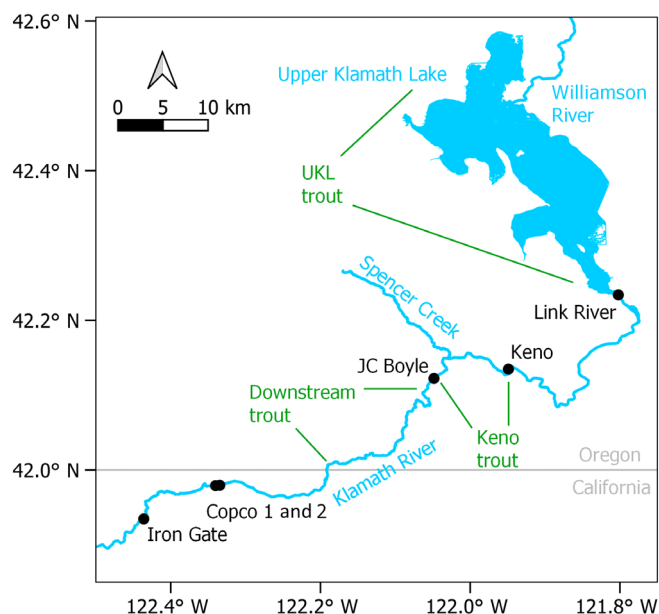 42.6° N
0 5 10 km
Upper Klamath Lake
Williamson
River
42.4° N
UKL
trout
Spencer Creek
42.2° N
Link River
Keno
JC Boyle
Downstream
trout
Keno
trout
Klamath River
42.0° N
Oregon
California
Copco 1 and 2
Iron Gate
122.4° W
122.2° W
122.0° W
121.8° W